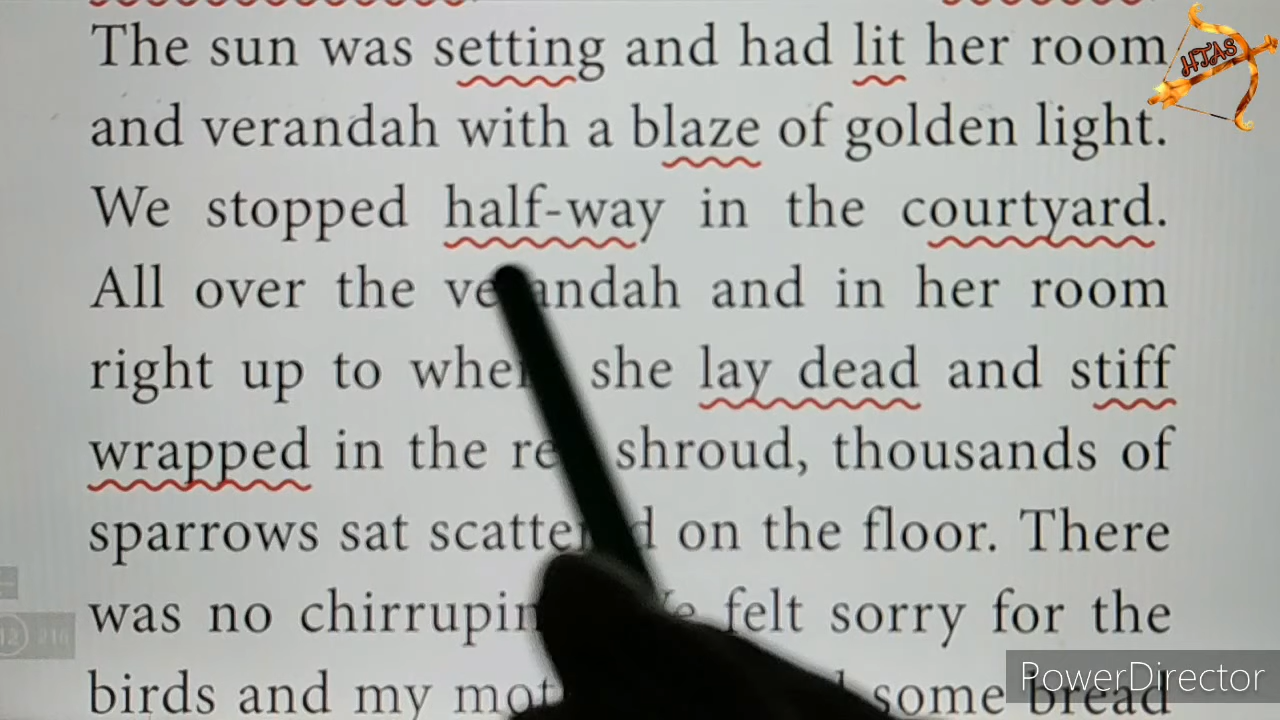 The sun was setting and had lit her room
and verandah with a blaze of golden light.
We stopped half-way in the courtyard.
All over the and in her room
right up to she lay dead and stiff
wrapped in the shroud, thousands of
sparrows sat on the floor. There
was no felt sorry for the
birds and my some bread
HTAS
PowerDirector